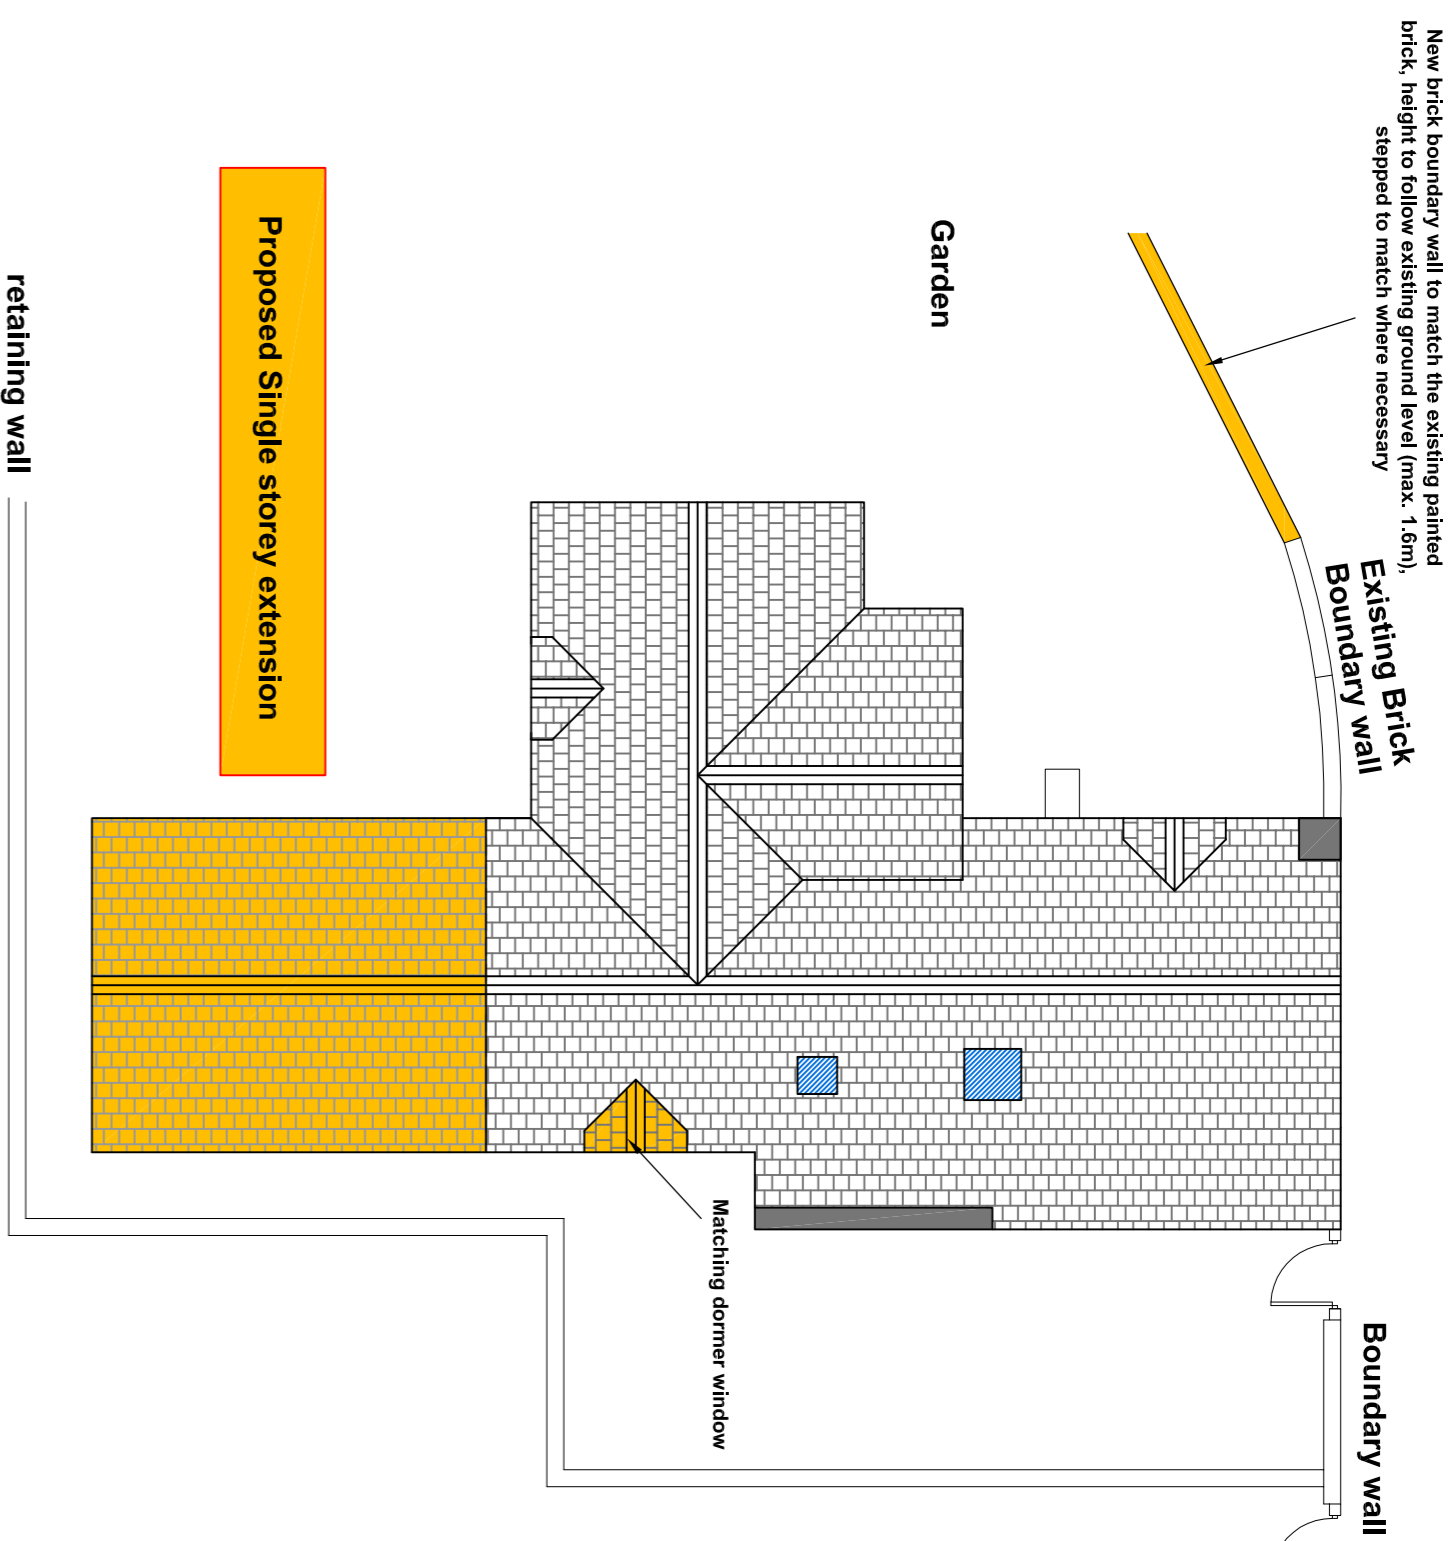 New brick boundary wall to match the existing painted
brick, height to follow existing ground level (max. 1.6m),
stepped to match where necessary
Existing Brick
Boundary wall
Boundary wall
Garden
Matching dormer window
Proposed Single storey extension
retaining wall